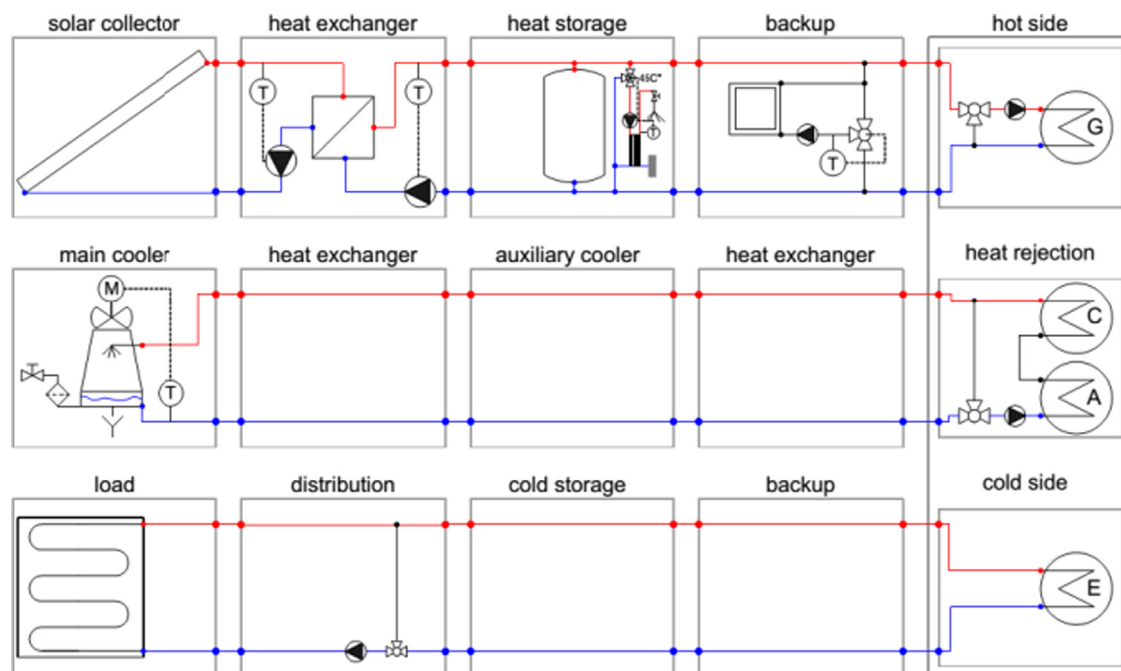 solar collector heat exchanger heat storage backup hot side
T T 45C° T T G
main cooler heat exchanger auxiliary cooler heat exchanger heat rejection
M C
T A
load distribution cold storage backup cold side
E